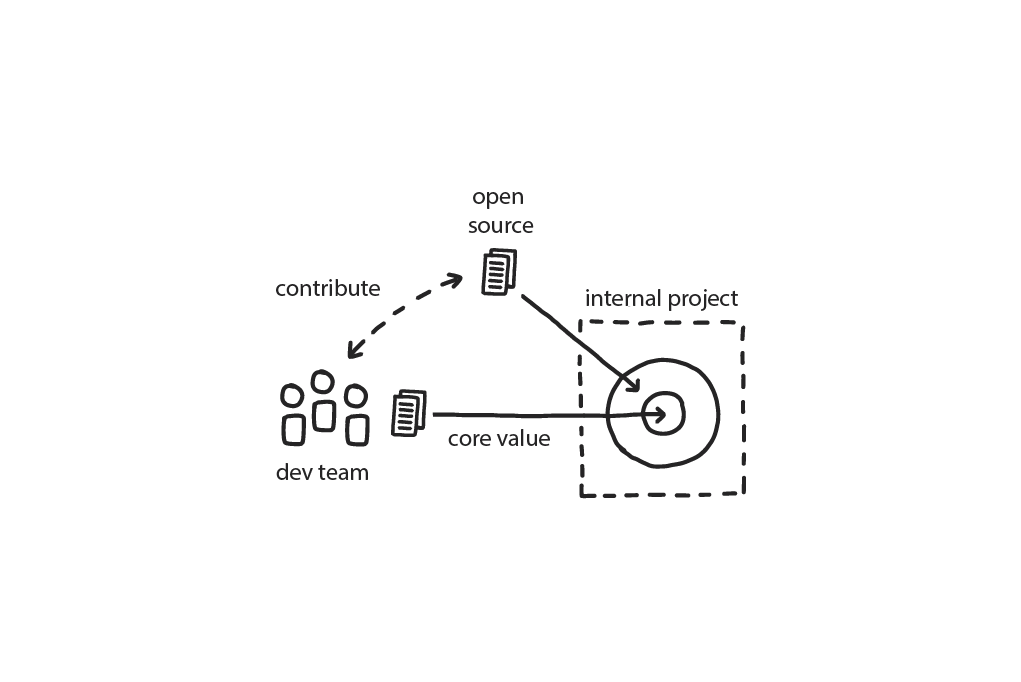 open
source
contribute
internal project
core value
dev team